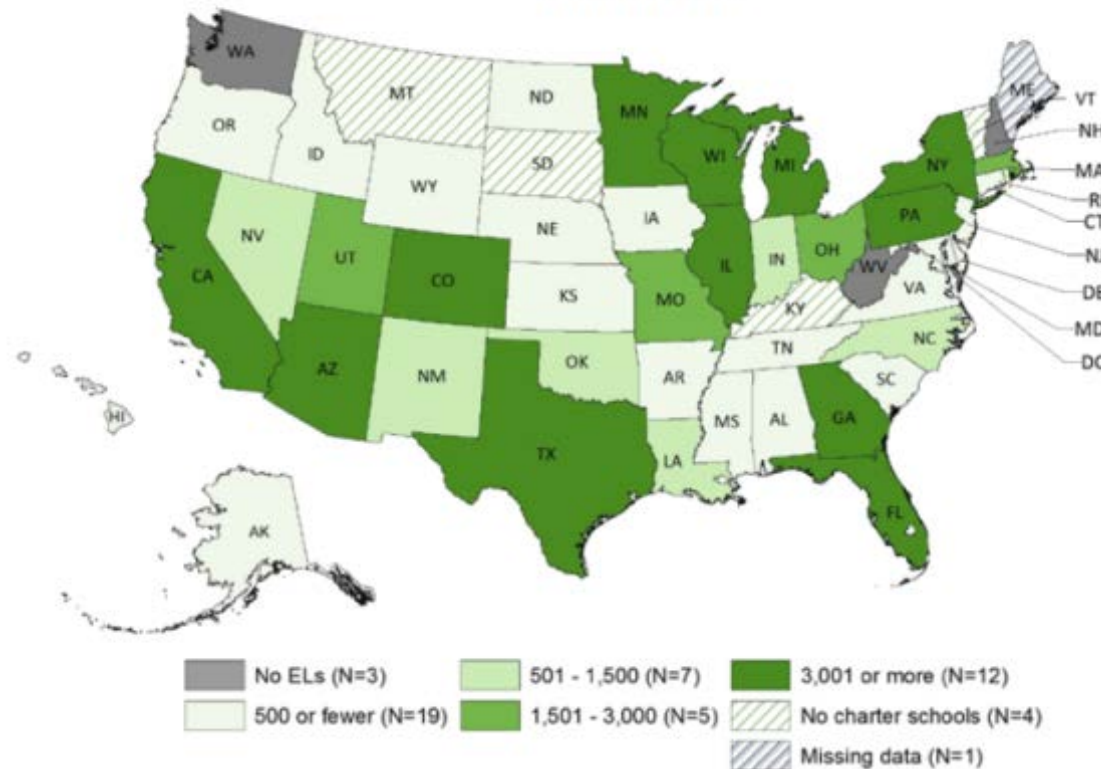 WA
MT
ND
MN
ME
VT
OR
NH
ID
SD
WI
MI
NY
MA
WY
RI
IA
PA
CT
NE
NJ
NV
UT
IL
IN
OH
CA
CO
WV
DE
KS
MO
VA
KY
MD
TN
NC
DC
AZ
NM
OK
AR
SC
HI
MS
AL
GA
TX
LA
FL
AK
No ELs (N=3)
501 - 1,500 (N=7)
3,001 or more (N=12)
500 or fewer (N=19)
1,501 - 3,000 (N=5)
No charter schools (N=4)
Missing data (N=1)